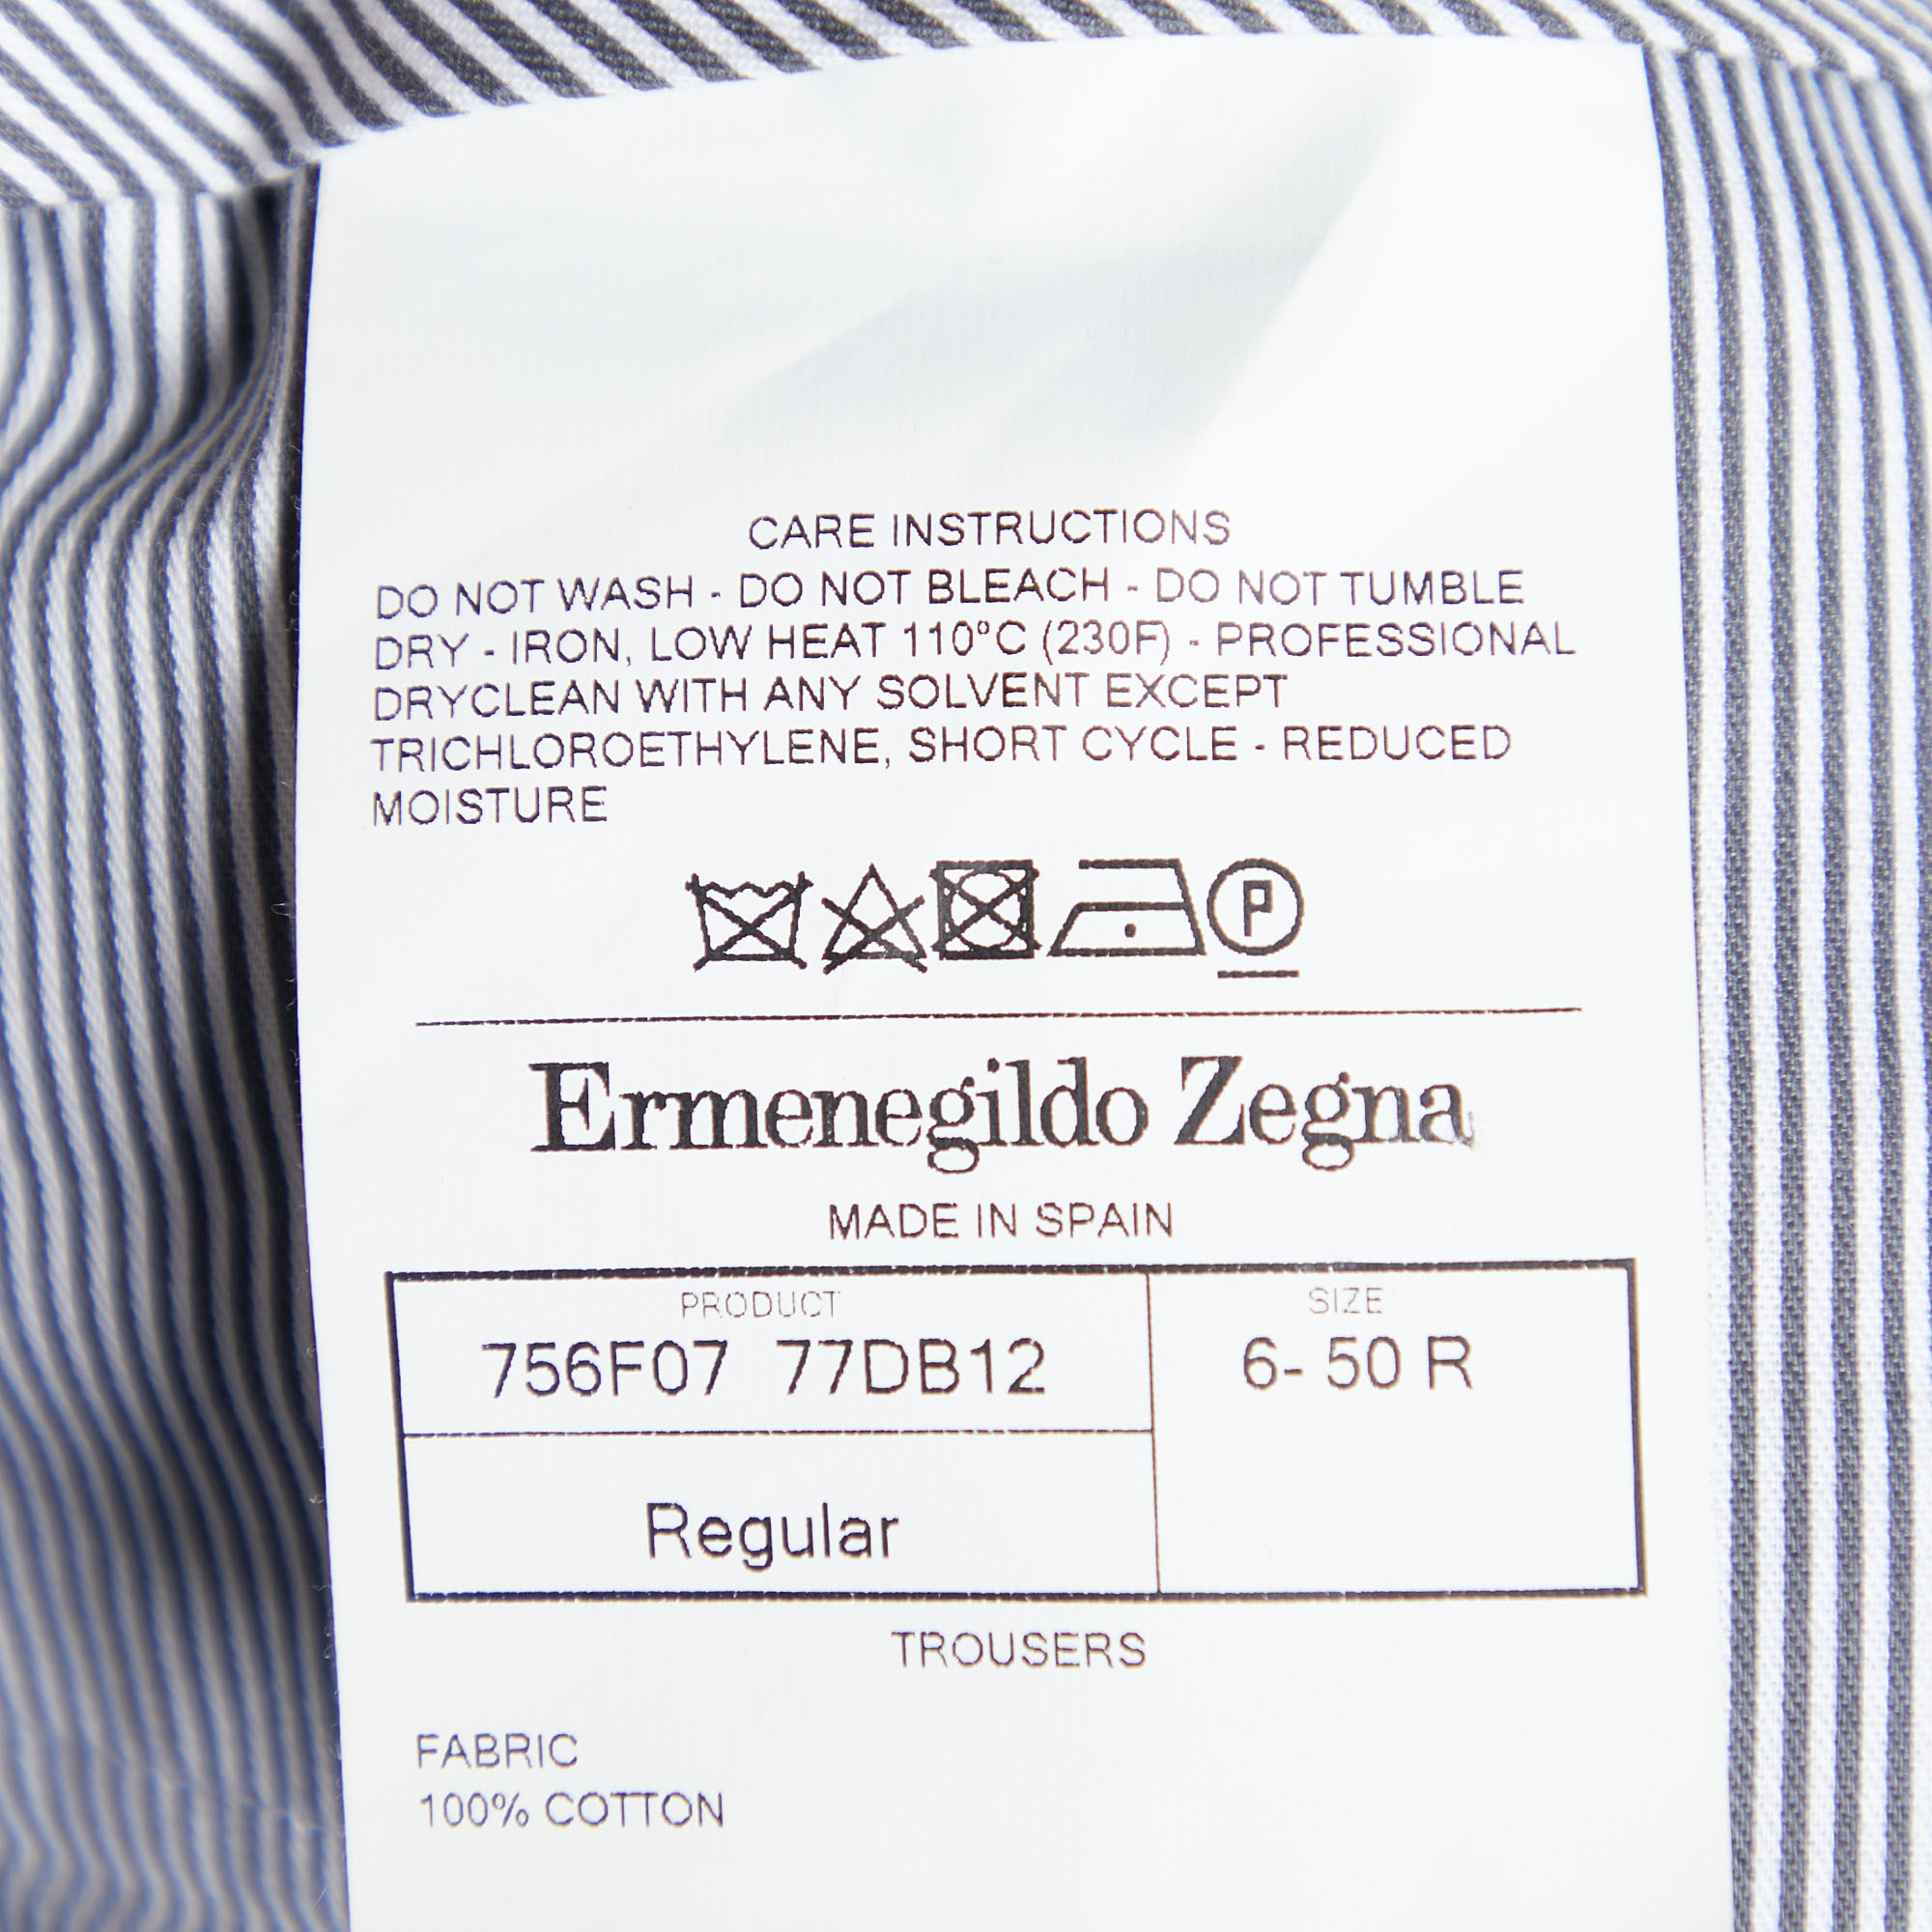 CARE INSTRUCTIONS
DO NOT WASH - DO NOT BLEACH - DO NOT TUMBLE
DRY - IRON, LOW HEAT 110°C (230F) - PROFESSIONAL
DRYCLEAN WITH ANY SOLVENT EXCEPT
TRICHLOROETHYLENE, SHORT CYCLE - REDUCED
MOISTURE
P
Ermenegildo Zegna
MADE IN SPAIN
PRODUCT SIZE
756F07 77DB12 6- 50 R
Regular
TROUSERS
FABRIC
100% COTTON